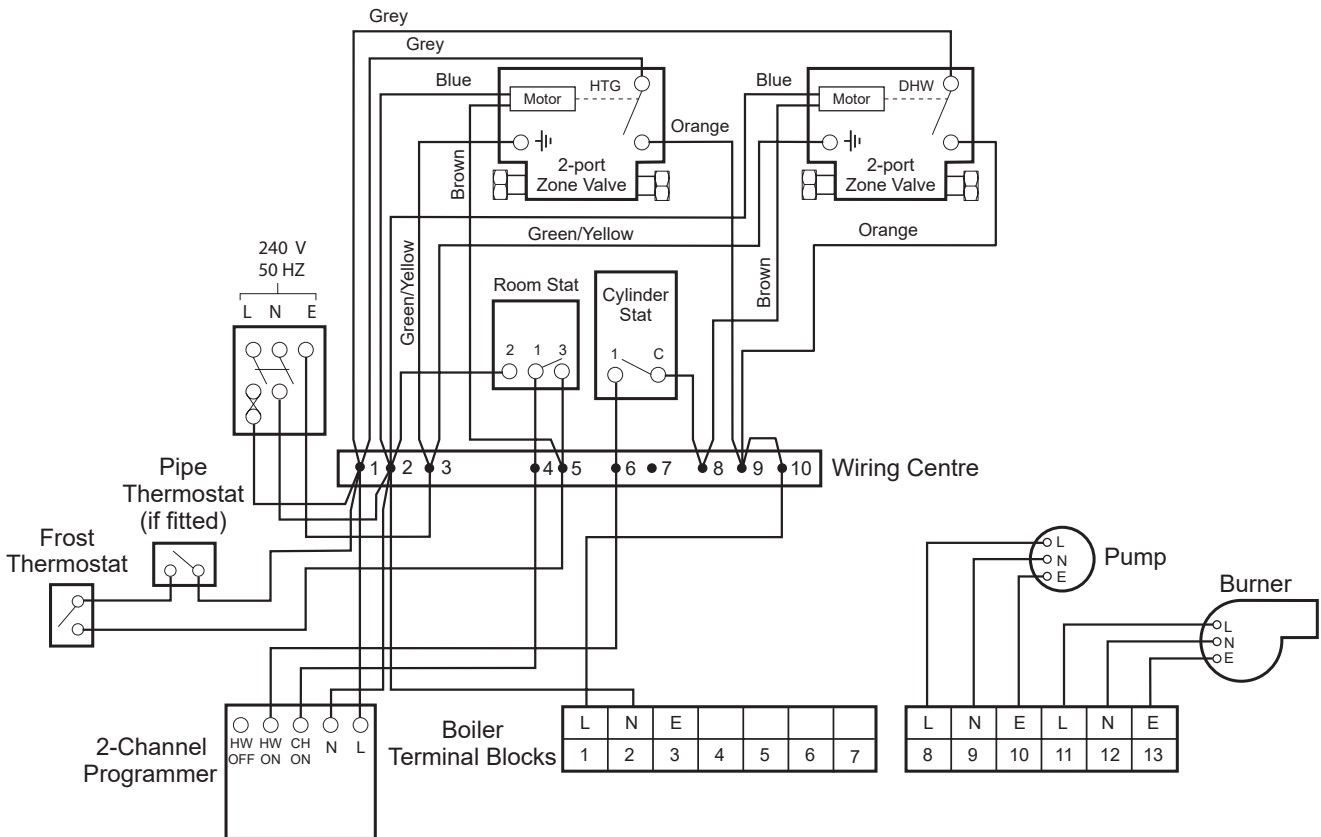 Grey
Grey
Blue
HTG
Motor
Orange
2-port
Zone Valve
Brown
Blue
DHW
Motor
2-port
Zone Valve
Orange
Green/Yellow
Green/Yellow
Brown
240 V
50 HZ
L N E
Room Stat
2 1 3
Cylinder
Stat
1 C
1 2 3 4 5 6 7 8 9 10
Wiring Centre
Pipe
Thermostat
(if fitted)
Frost
Thermostat
L
N
E
Pump
Burner
L
N
E
2-Channel
Programmer
HW HW CH N L
OFF ON ON
Boiler
Terminal Blocks
L N E
1 2 3 4 5 6 7
L N E L N E
8 9 10 11 12 13